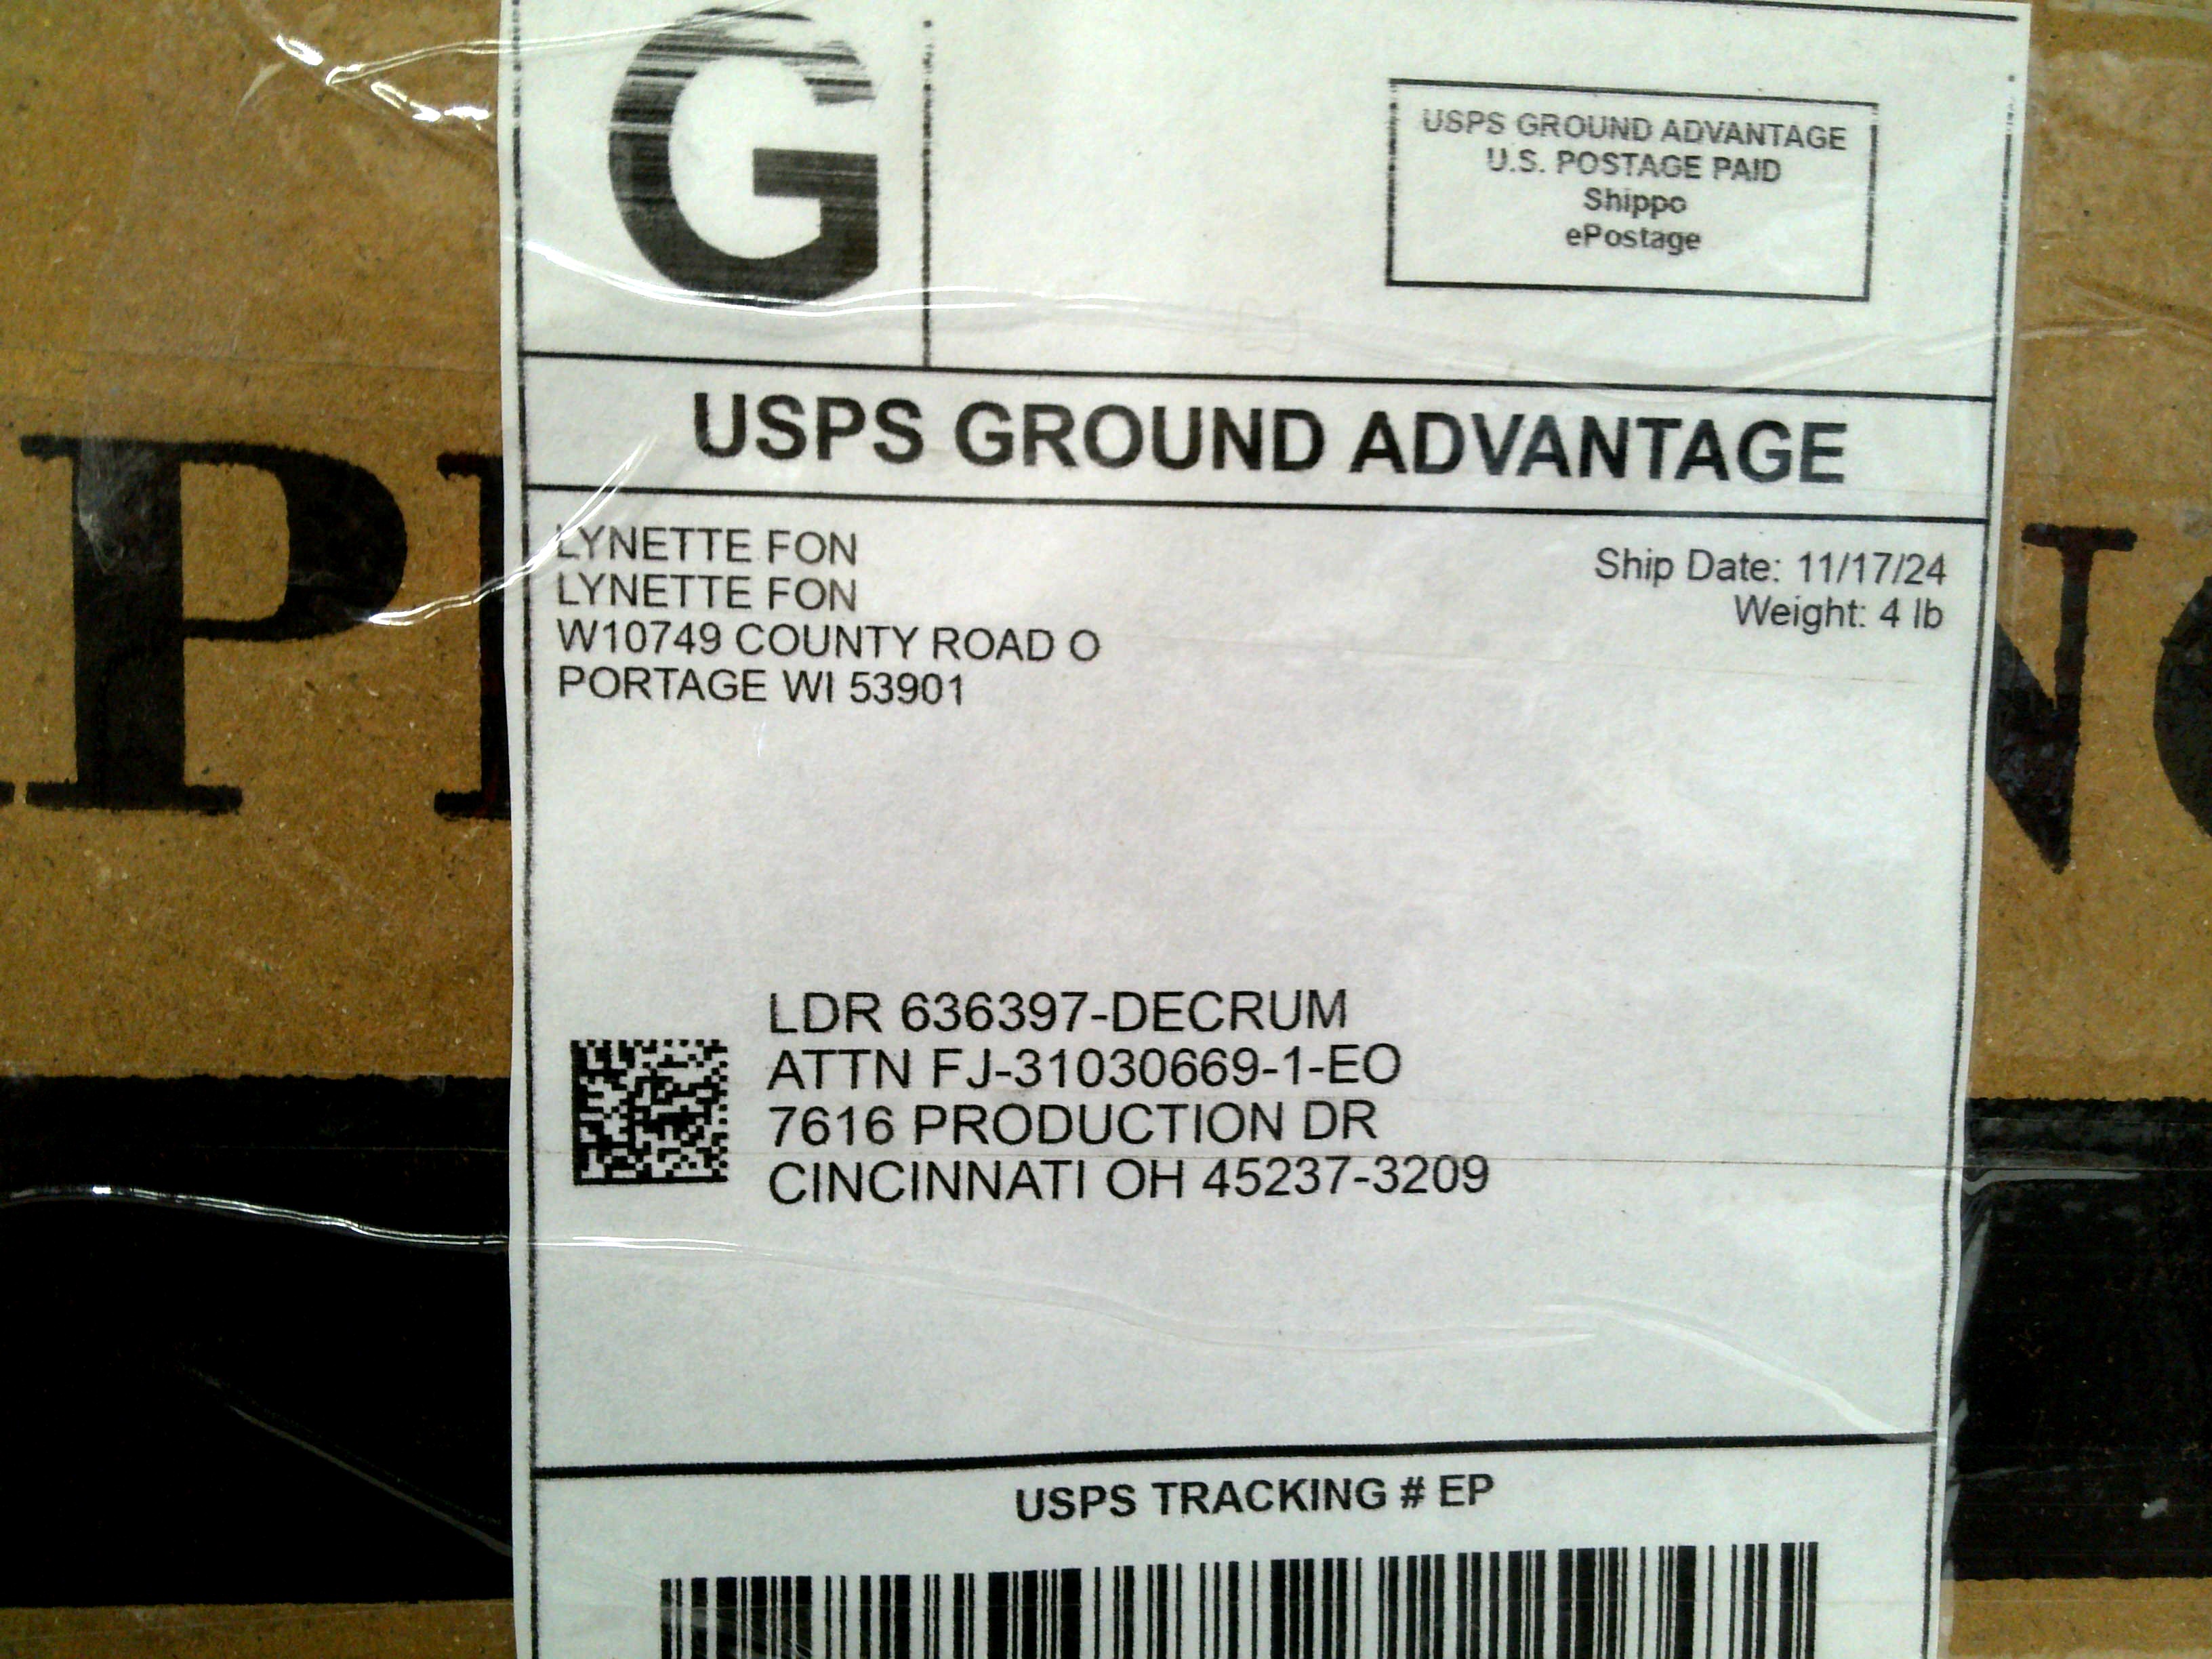 G
USPS GROUND ADVANTAGE
U.S. POSTAGE PAID
Shippo
ePostage
USPS GROUND ADVANTAGE
LYNETTE FON
LYNETTE FON
W10749 COUNTY ROAD O
PORTAGE WI 53901
Ship Date: 11/17/24
Weight: 4 lb
LDR 636397-DECRUM
ATTN FJ-31030669-1-EO
7616 PRODUCTION DR
CINCINNATI OH 45237-3209
USPS TRACKING # EP